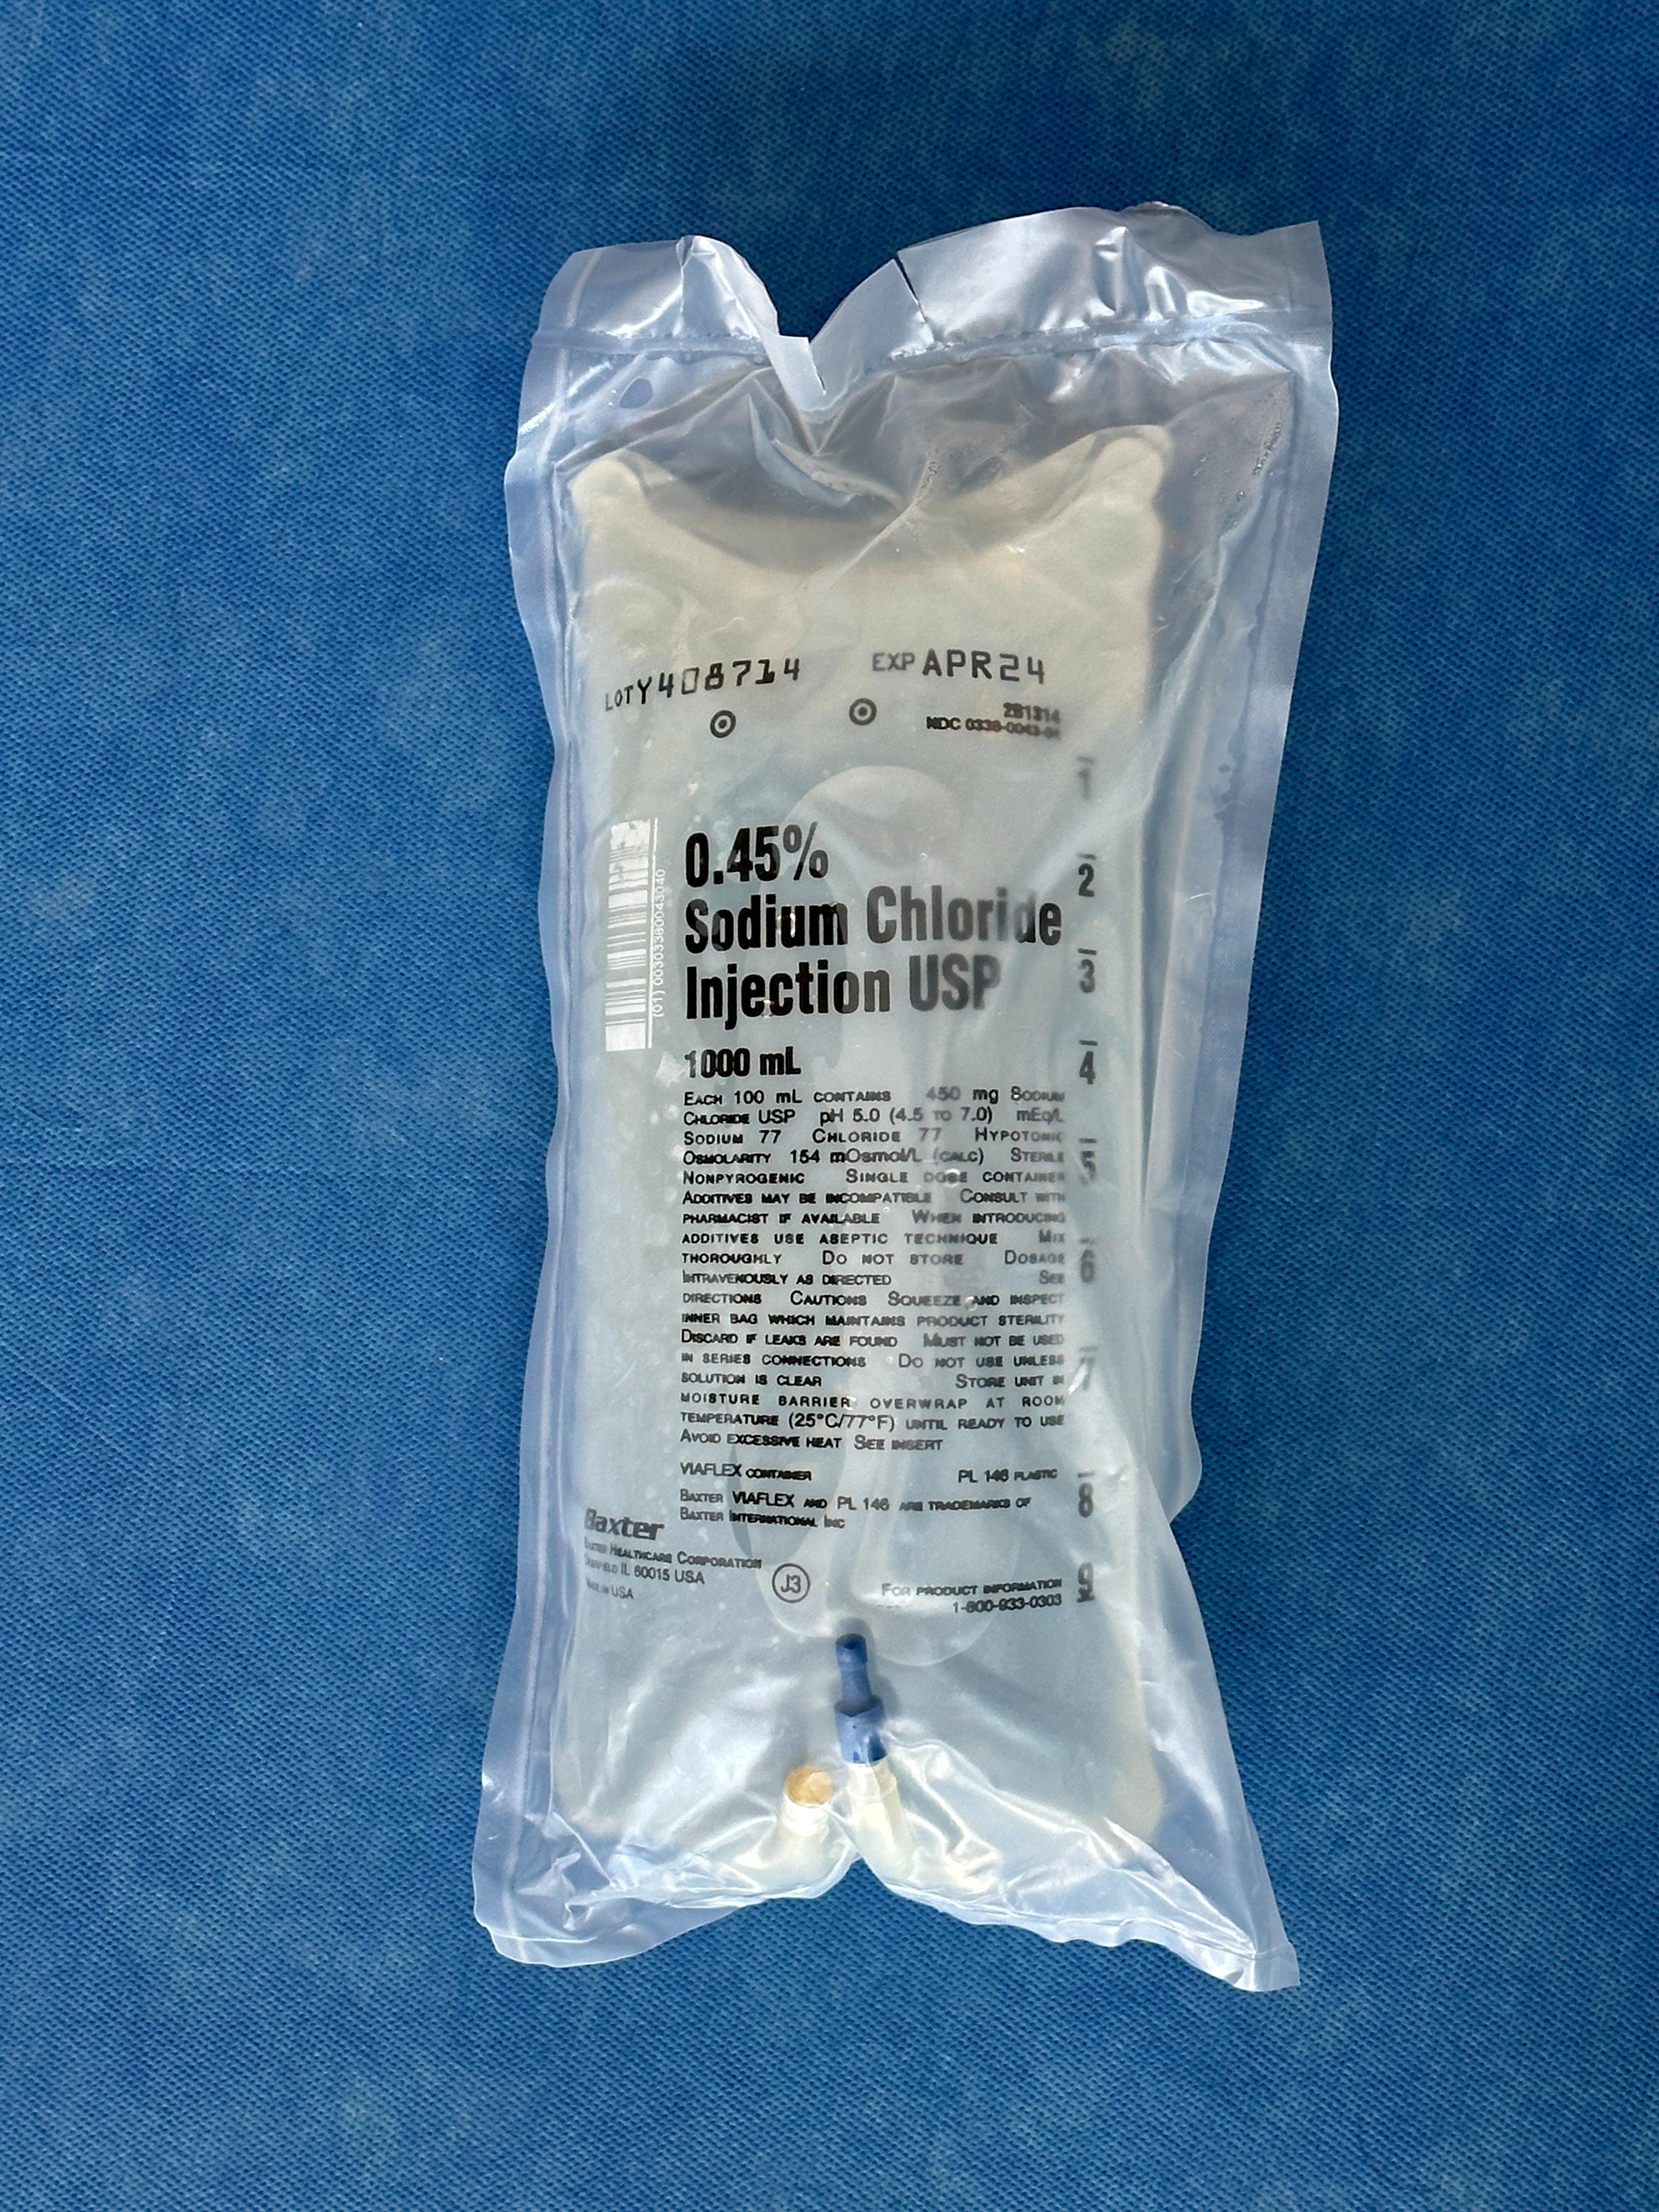 LOT Y408714 EXP APR24
2B1314
NDC 0338-0043-04
(01) 00303380043040
0.45%
Sodium Chloride
Injection USP
1000 mL
EACH 100 mL CONTAINS 450 mg SODIUM
CHLORIDE USP pH 5.0 (4.5 TO 7.0) mEq/L
SODIUM 77 CHLORIDE 77 HYPOTONIC
OSMOLARITY 154 mOsmol/L (CALC) STERILE
NONPYROGENIC SINGLE DOSE CONTAINER
ADDITIVES MAY BE INCOMPATIBLE CONSULT WITH
PHARMACIST IF AVAILABLE WHEN INTRODUCING
ADDITIVES USE ASEPTIC TECHNIQUE MIX
THOROUGHLY DO NOT STORE DOSAGE
INTRAVENOUSLY AS DIRECTED SEE
DIRECTIONS CAUTIONS SQUEEZE AND INSPECT
INNER BAG WHICH MAINTAINS PRODUCT STERILITY
DISCARD IF LEAKS ARE FOUND MUST NOT BE USED
IN SERIES CONNECTIONS DO NOT USE UNLESS
SOLUTION IS CLEAR STORE UNIT IN
MOISTURE BARRIER OVERWRAP AT ROOM
TEMPERATURE (25°C/77°F) UNTIL READY TO USE
AVOID EXCESSIVE HEAT SEE INSERT
VIAFLEX CONTAINER PL 146 PLASTIC
BAXTER VIAFLEX AND PL 146 ARE TRADEMARKS OF
BAXTER INTERNATIONAL INC
Baxter
BAXTER HEALTHCARE CORPORATION
DEERFIELD IL 60015 USA
MADE IN USA
J3
FOR PRODUCT INFORMATION
1-800-933-0303
1
2
3
4
5
6
7
8
9